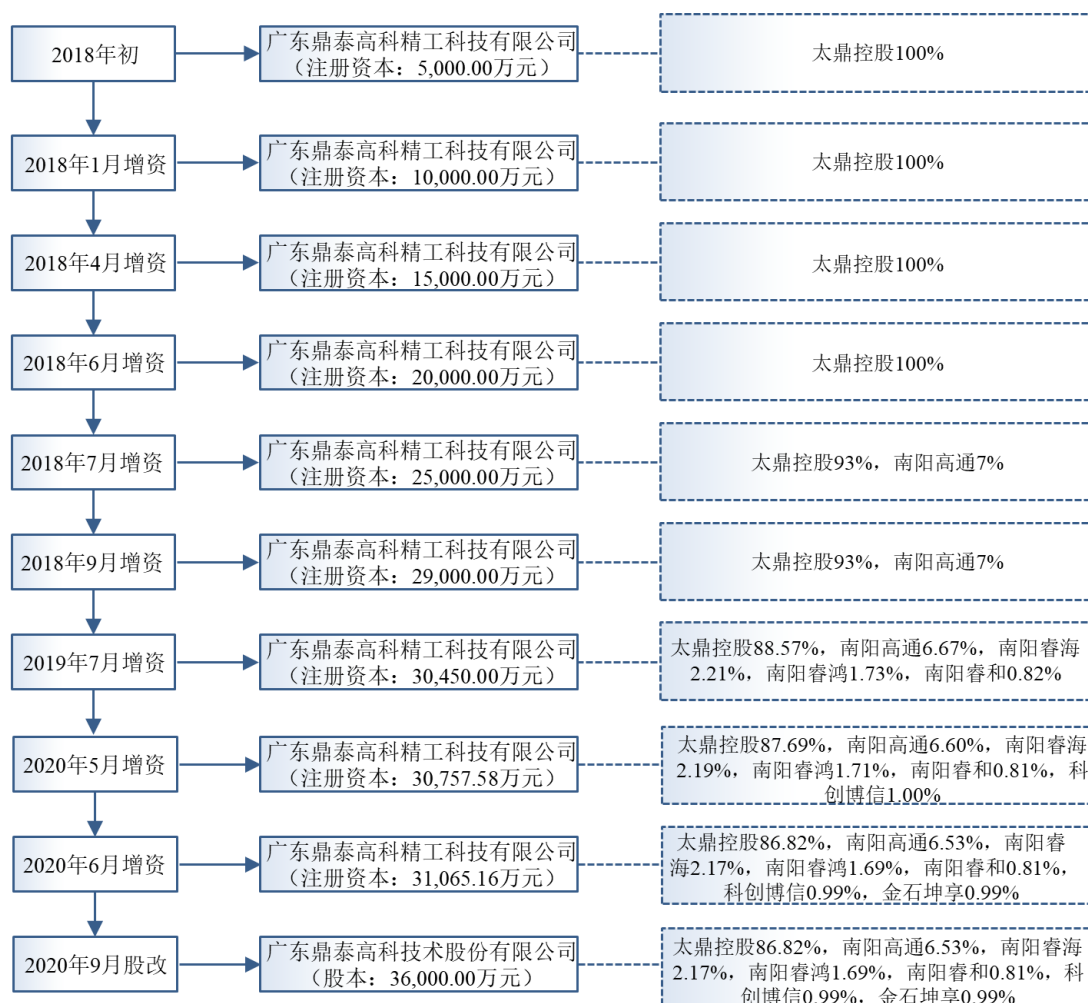 2018年初
广东鼎泰高科精工科技有限公司
（注册资本：5,000.00万元）
太鼎控股100%
2018年1月增资
广东鼎泰高科精工科技有限公司
（注册资本：10,000.00万元）
太鼎控股100%
2018年4月增资
广东鼎泰高科精工科技有限公司
（注册资本：15,000.00万元）
太鼎控股100%
2018年6月增资
广东鼎泰高科精工科技有限公司
（注册资本：20,000.00万元）
太鼎控股100%
2018年7月增资
广东鼎泰高科精工科技有限公司
（注册资本：25,000.00万元）
太鼎控股93%，南阳高通7%
2018年9月增资
广东鼎泰高科精工科技有限公司
（注册资本：29,000.00万元）
太鼎控股93%，南阳高通7%
2019年7月增资
广东鼎泰高科精工科技有限公司
（注册资本：30,450.00万元）
太鼎控股88.57%，南阳高通6.67%，南阳睿海
2.21%，南阳睿鸿1.73%，南阳睿和0.82%
2020年5月增资
广东鼎泰高科精工科技有限公司
（注册资本：30,757.58万元）
太鼎控股87.69%，南阳高通6.60%，南阳睿海
2.19%，南阳睿鸿1.71%，南阳睿和0.81%，科
创博信1.00%
2020年6月增资
广东鼎泰高科精工科技有限公司
（注册资本：31,065.16万元）
太鼎控股86.82%，南阳高通6.53%，南阳睿
海2.17%，南阳睿鸿1.69%，南阳睿和0.81%，
科创博信0.99%，金石坤享0.99%
2020年9月股改
广东鼎泰高科技术股份有限公司
（股本：36,000.00万元）
太鼎控股86.82%，南阳高通6.53%，南阳睿海
2.17%，南阳睿鸿1.69%，南阳睿和0.81%，科
创博信0.99%，金石坤享0.99%